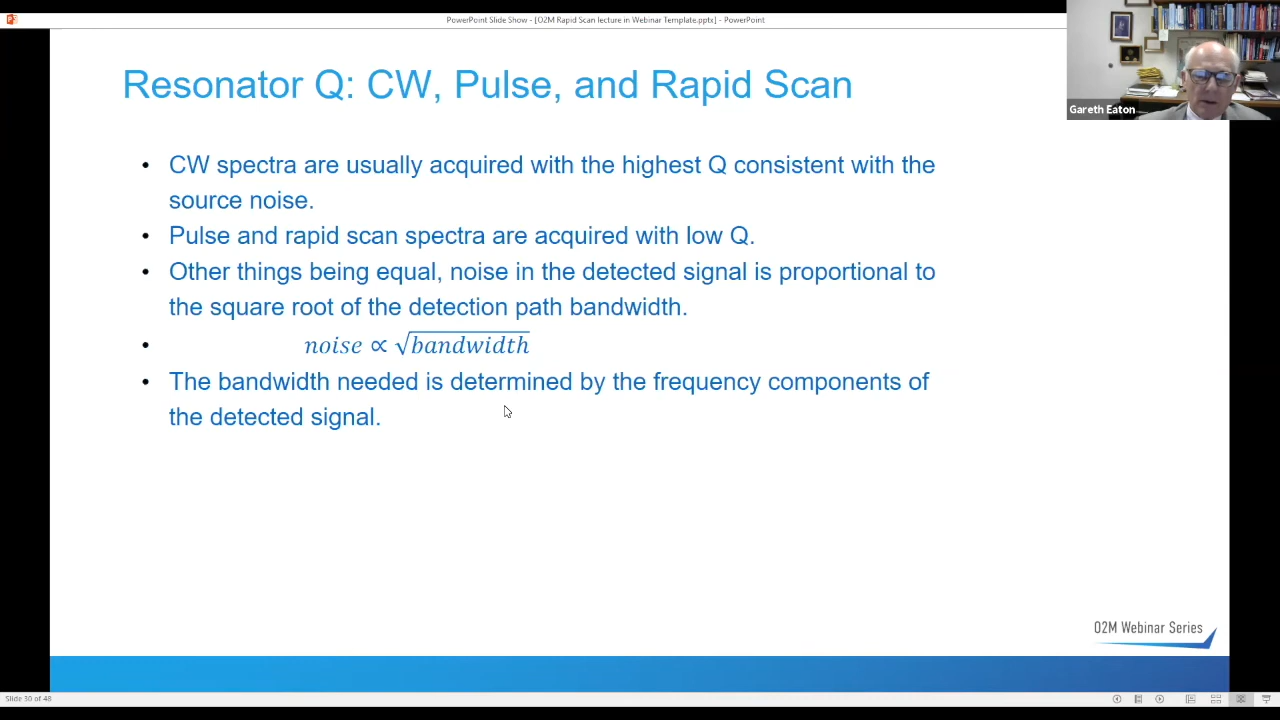 PowerPoint Slide Show - [O2M Rapid Scan lecture in Webinar Template.pptx] - PowerPoint
Gareth Eaton
Resonator Q: CW, Pulse, and Rapid Scan
• CW spectra are usually acquired with the highest Q consistent with the
source noise.
• Pulse and rapid scan spectra are acquired with low Q.
• Other things being equal, noise in the detected signal is proportional to
the square root of the detection path bandwidth.
• noise ∝ √bandwidth
• The bandwidth needed is determined by the frequency components of
the detected signal.
O2M Webinar Series
Slide 30 of 48